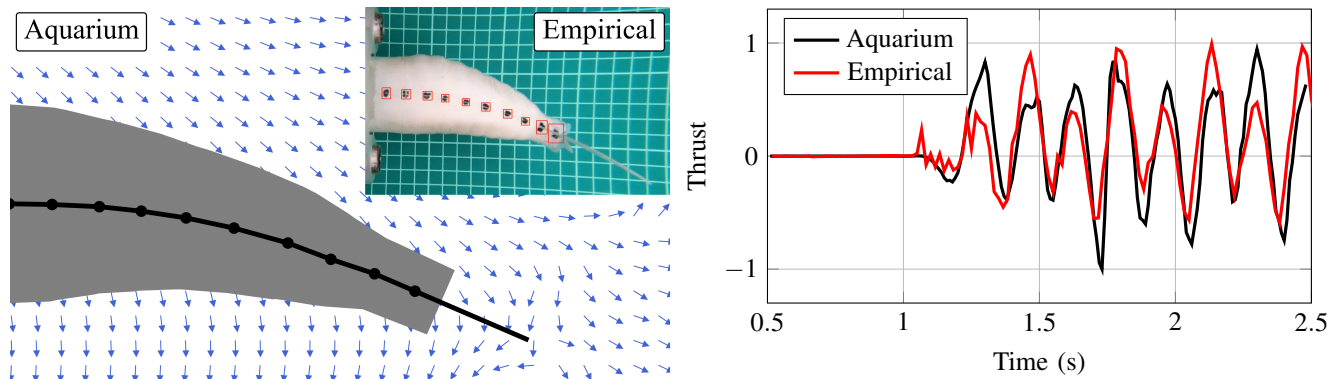 Aquarium
Empirical
Aquarium
Empirical
Thrust
1
0
−1
0.5 1 1.5 2 2.5
Time (s)